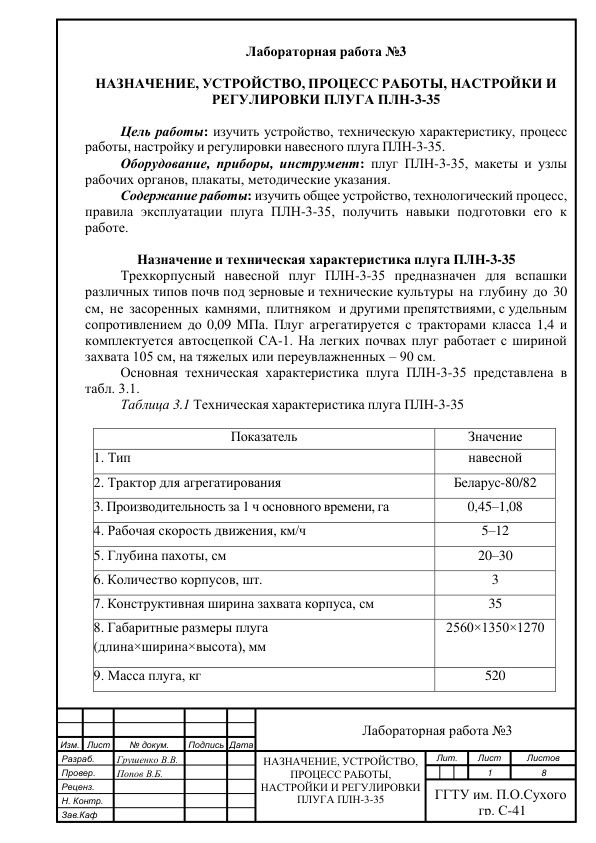 Лабораторная работа №3
НАЗНАЧЕНИЕ, УСТРОЙСТВО, ПРОЦЕСС РАБОТЫ, НАСТРОЙКИ И
РЕГУЛИРОВКИ ПЛУГА ПЛН-3-35
Цель работы: изучить устройство, техническую характеристику, процесс
работы, настройку и регулировки навесного плуга ПЛН-3-35.
Оборудование, приборы, инструмент: плуг ПЛН-3-35, макеты и узлы
рабочих органов, плакаты, методические указания.
Содержание работы: изучить общее устройство, технологический процесс,
правила эксплуатации плуга ПЛН-3-35, получить навыки подготовки его к
работе.
Назначение и техническая характеристика плуга ПЛН-3-35
Трехкорпусный навесной плуг ПЛН-3-35 предназначен для вспашки
различных типов почв под зерновые и технические культуры на глубину до 30
см, не засоренных камнями, плитняком и другими препятствиями, с удельным
сопротивлением до 0,09 МПа. Плуг агрегатируется с тракторами класса 1,4 и
комплектуется автосцепкой СА-1. На легких почвах плуг работает с шириной
захвата 105 см, на тяжелых или переувлажненных – 90 см.
Основная техническая характеристика плуга ПЛН-3-35 представлена в
табл. 3.1.
Таблица 3.1 Техническая характеристика плуга ПЛН-3-35
Показатель Значение
1. Тип навесной
2. Трактор для агрегатирования Беларус-80/82
3. Производительность за 1 ч основного времени, га 0,45–1,08
4. Рабочая скорость движения, км/ч 5–12
5. Глубина пахоты, см 20–30
6. Количество корпусов, шт. 3
7. Конструктивная ширина захвата корпуса, см 35
8. Габаритные размеры плуга 2560×1350×1270
(длина×ширина×высота), мм
9. Масса плуга, кг 520
Лабораторная работа №3
Изм. Лист № докум. Подпись Дата
Разраб. Грушенко В.В.
Провер. Попов В.Б.
Реценз.
Н. Контр.
Зав.Каф
НАЗНАЧЕНИЕ, УСТРОЙСТВО,
ПРОЦЕСС РАБОТЫ,
НАСТРОЙКИ И РЕГУЛИРОВКИ
ПЛУГА ПЛН-3-35
Лит. Лист Листов
1 8
ГГТУ им. П.О.Сухого
гр. С-41